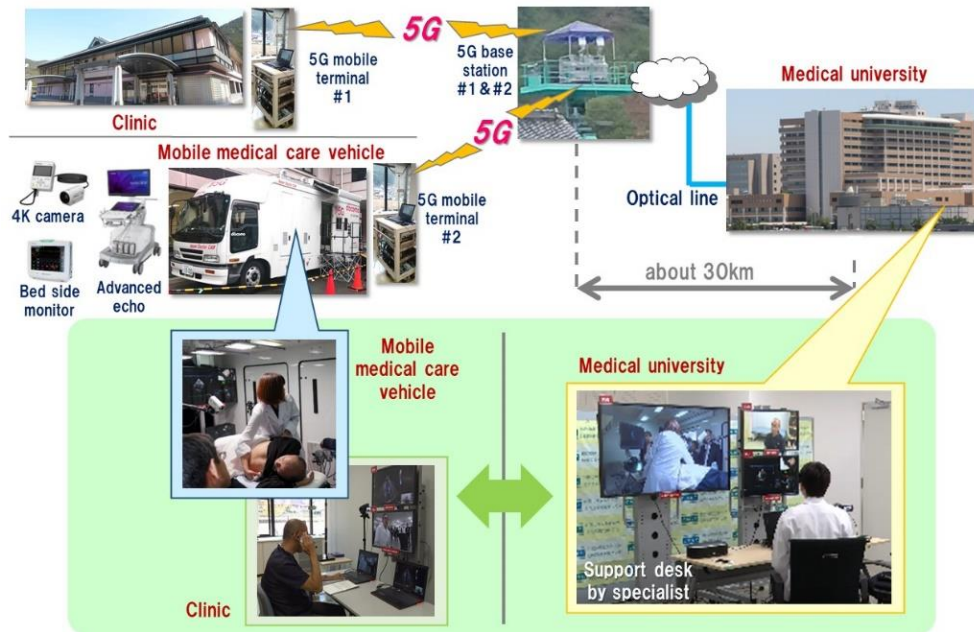 5G
5G mobile
terminal
#1
5G base
station
#1 & #2
Clinic
Medical university
5G
Mobile medical care vehicle
4K camera
5G mobile
terminal
#2
Optical line
Bed side
monitor
Advanced
echo
about 30km
Mobile
medical care
vehicle
Medical university
Clinic
Support desk
by specialist